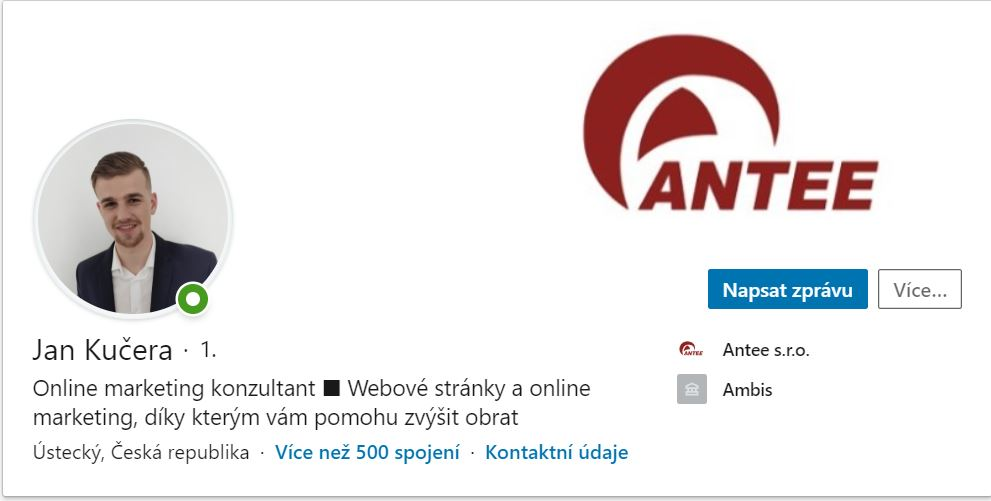 ANTEE
Napsat zprávu
Více...
Jan Kučera · 1.
Online marketing konzultant ■ Webové stránky a online
marketing, díky kterým vám pomohu zvýšit obrat
Ústecký, Česká republika · Více než 500 spojení · Kontaktní údaje
ANTEE
Antee s.r.o.
Ambis